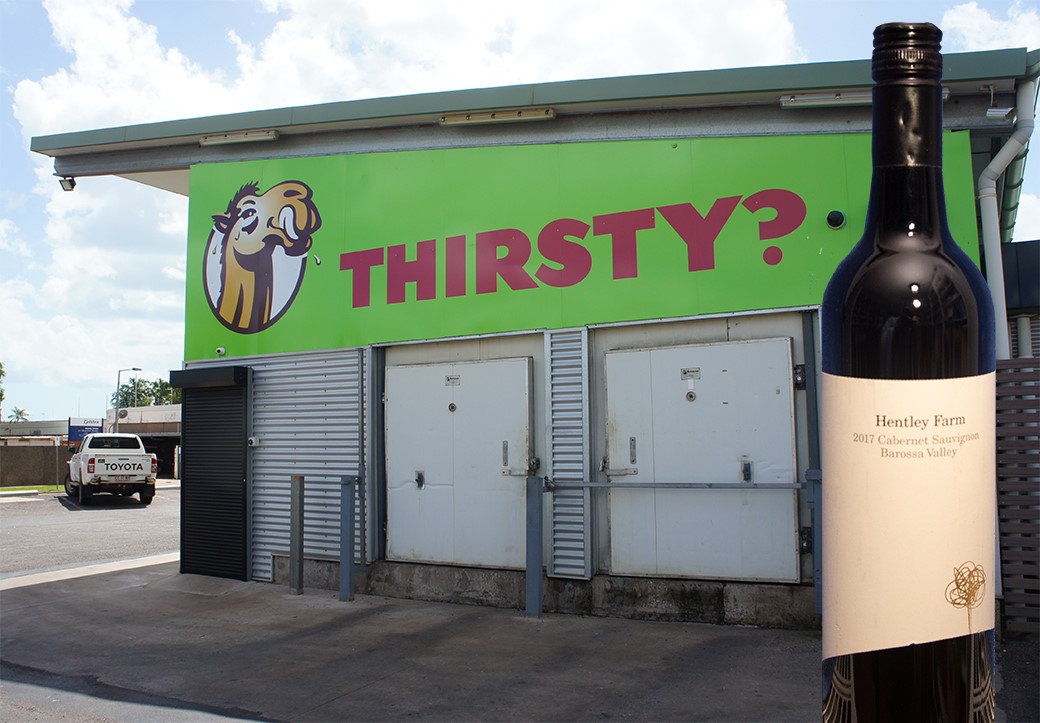 THIRSTY?
TOYOTA
Hentley Farm
2017 Cabernet Sauvignon
Barossa Valley